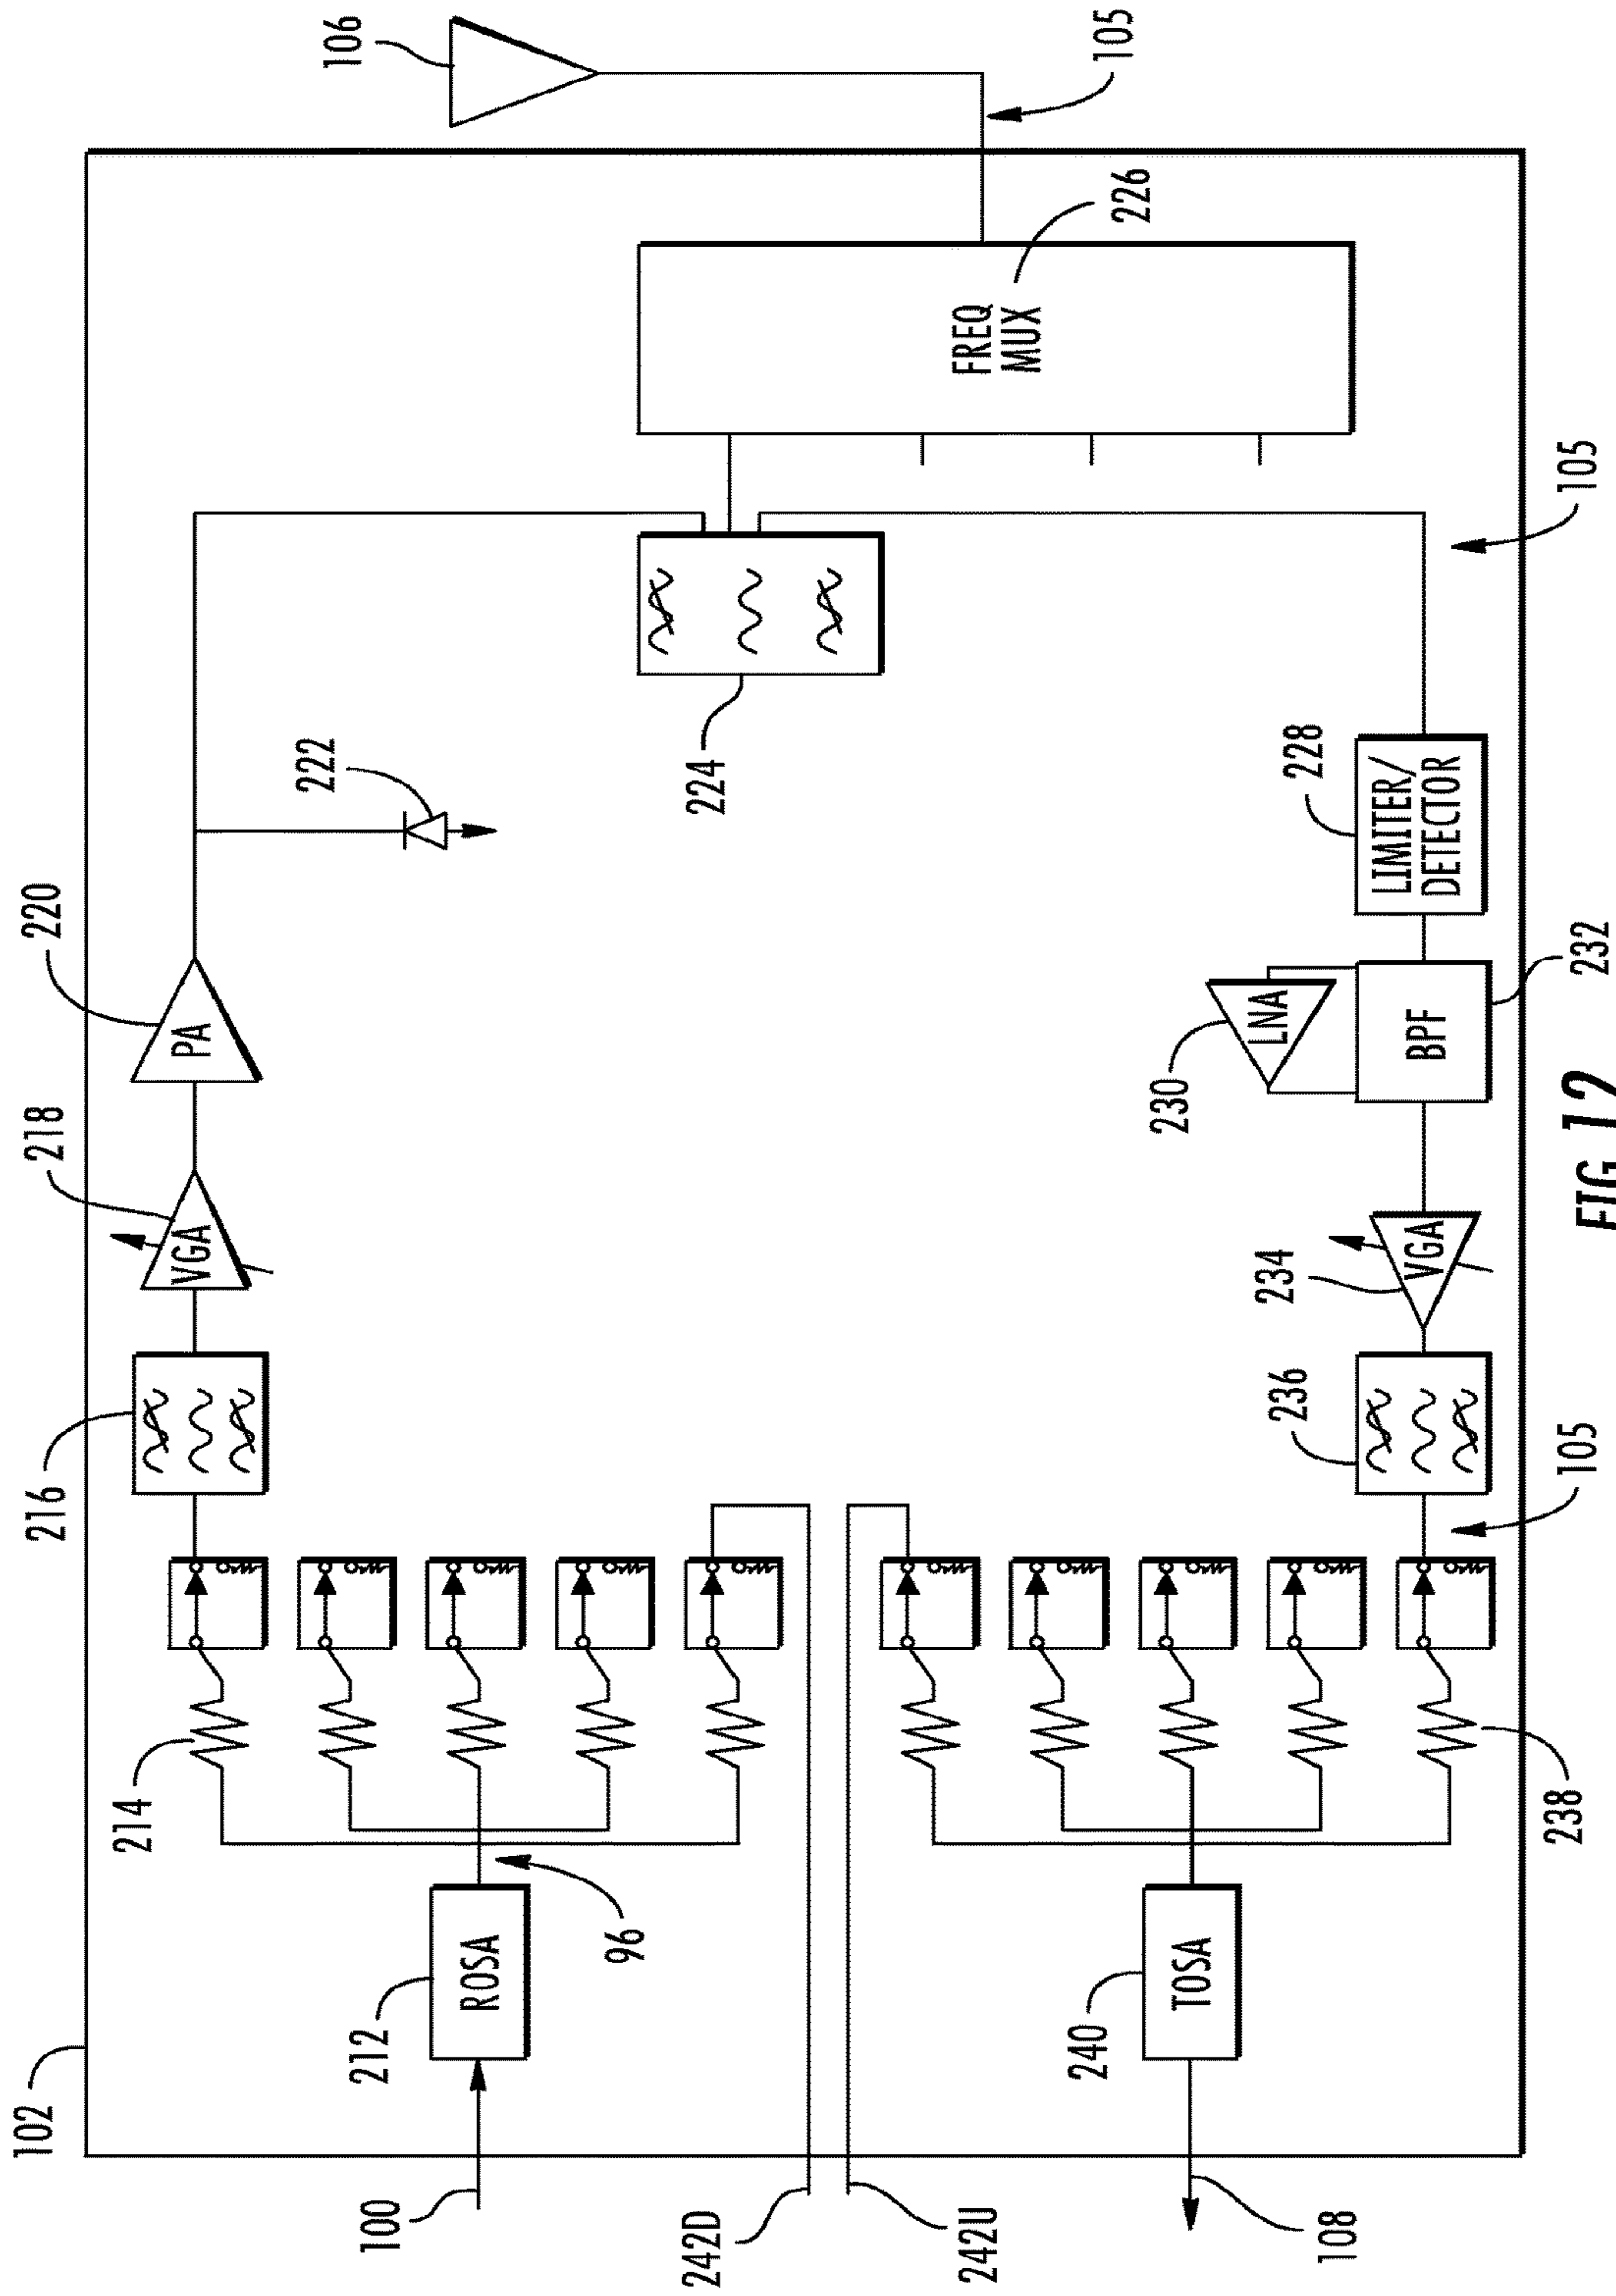 102
216
218
220
214
VGA
PA
222
106
100
212
ROSA
96
242D
224
FREQ
MUX
226
105
242U
240
TOSA
230
LNA
234
236
228
LIMITER/
DETECTOR
VGA
BPF
108
238
105
232
105
FIG. 12